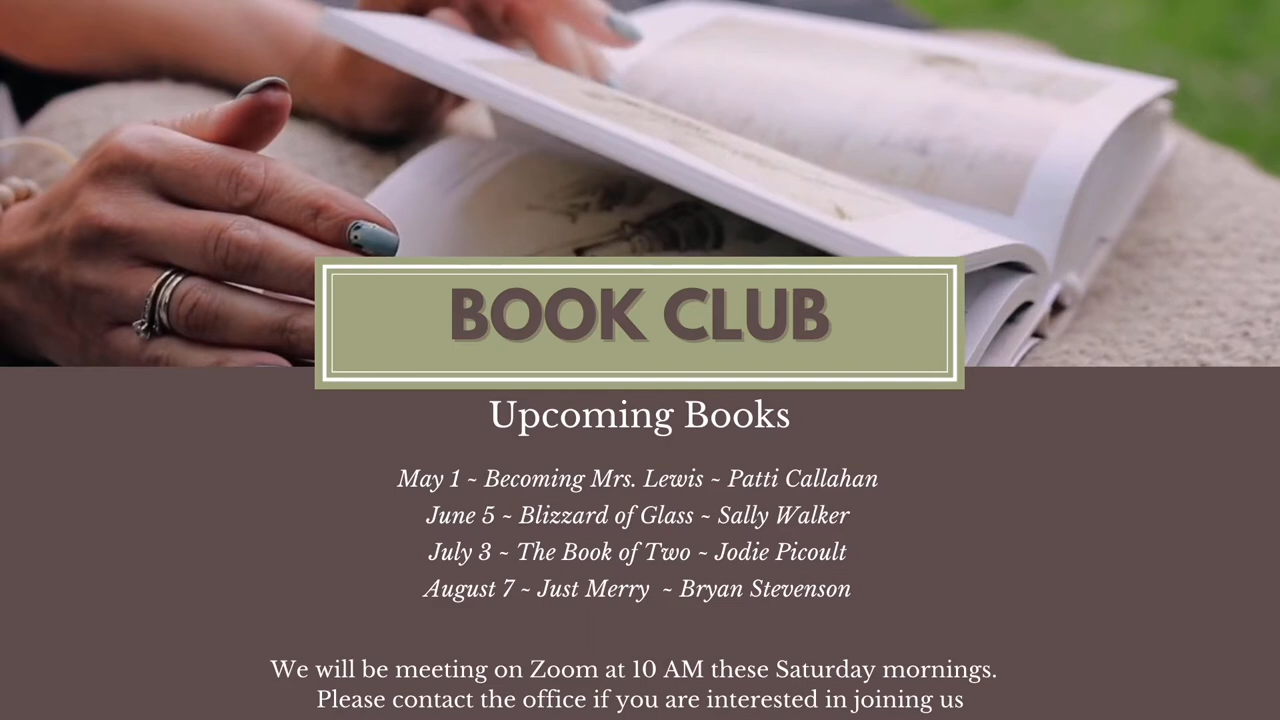 BOOK CLUB
Upcoming Books
May 1 ~ Becoming Mrs. Lewis ~ Patti Callahan
June 5 ~ Blizzard of Glass ~ Sally Walker
July 3 ~ The Book of Two ~ Jodie Picoult
August 7 ~ Just Merry ~ Bryan Stevenson
We will be meeting on Zoom at 10 AM these Saturday mornings.
Please contact the office if you are interested in joining us